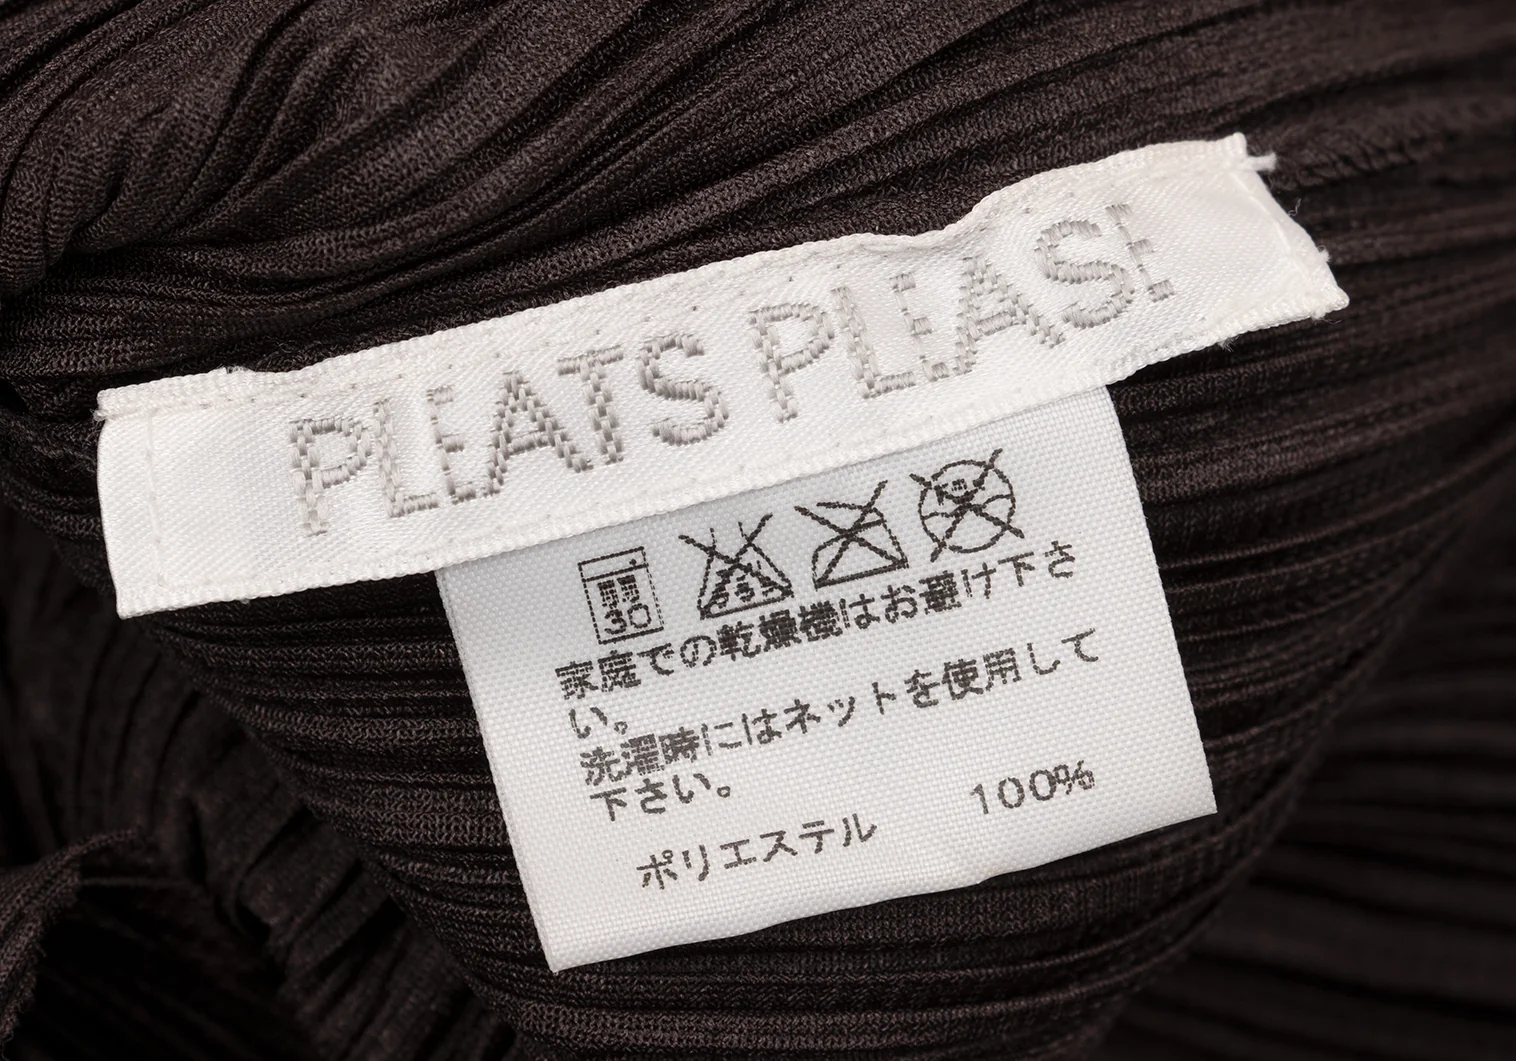 PLEATS PLEASE
30
家庭での乾燥機はお避け下さ
い。
洗濯時にはネットを使用して
下さい。
ポリエステル 100%